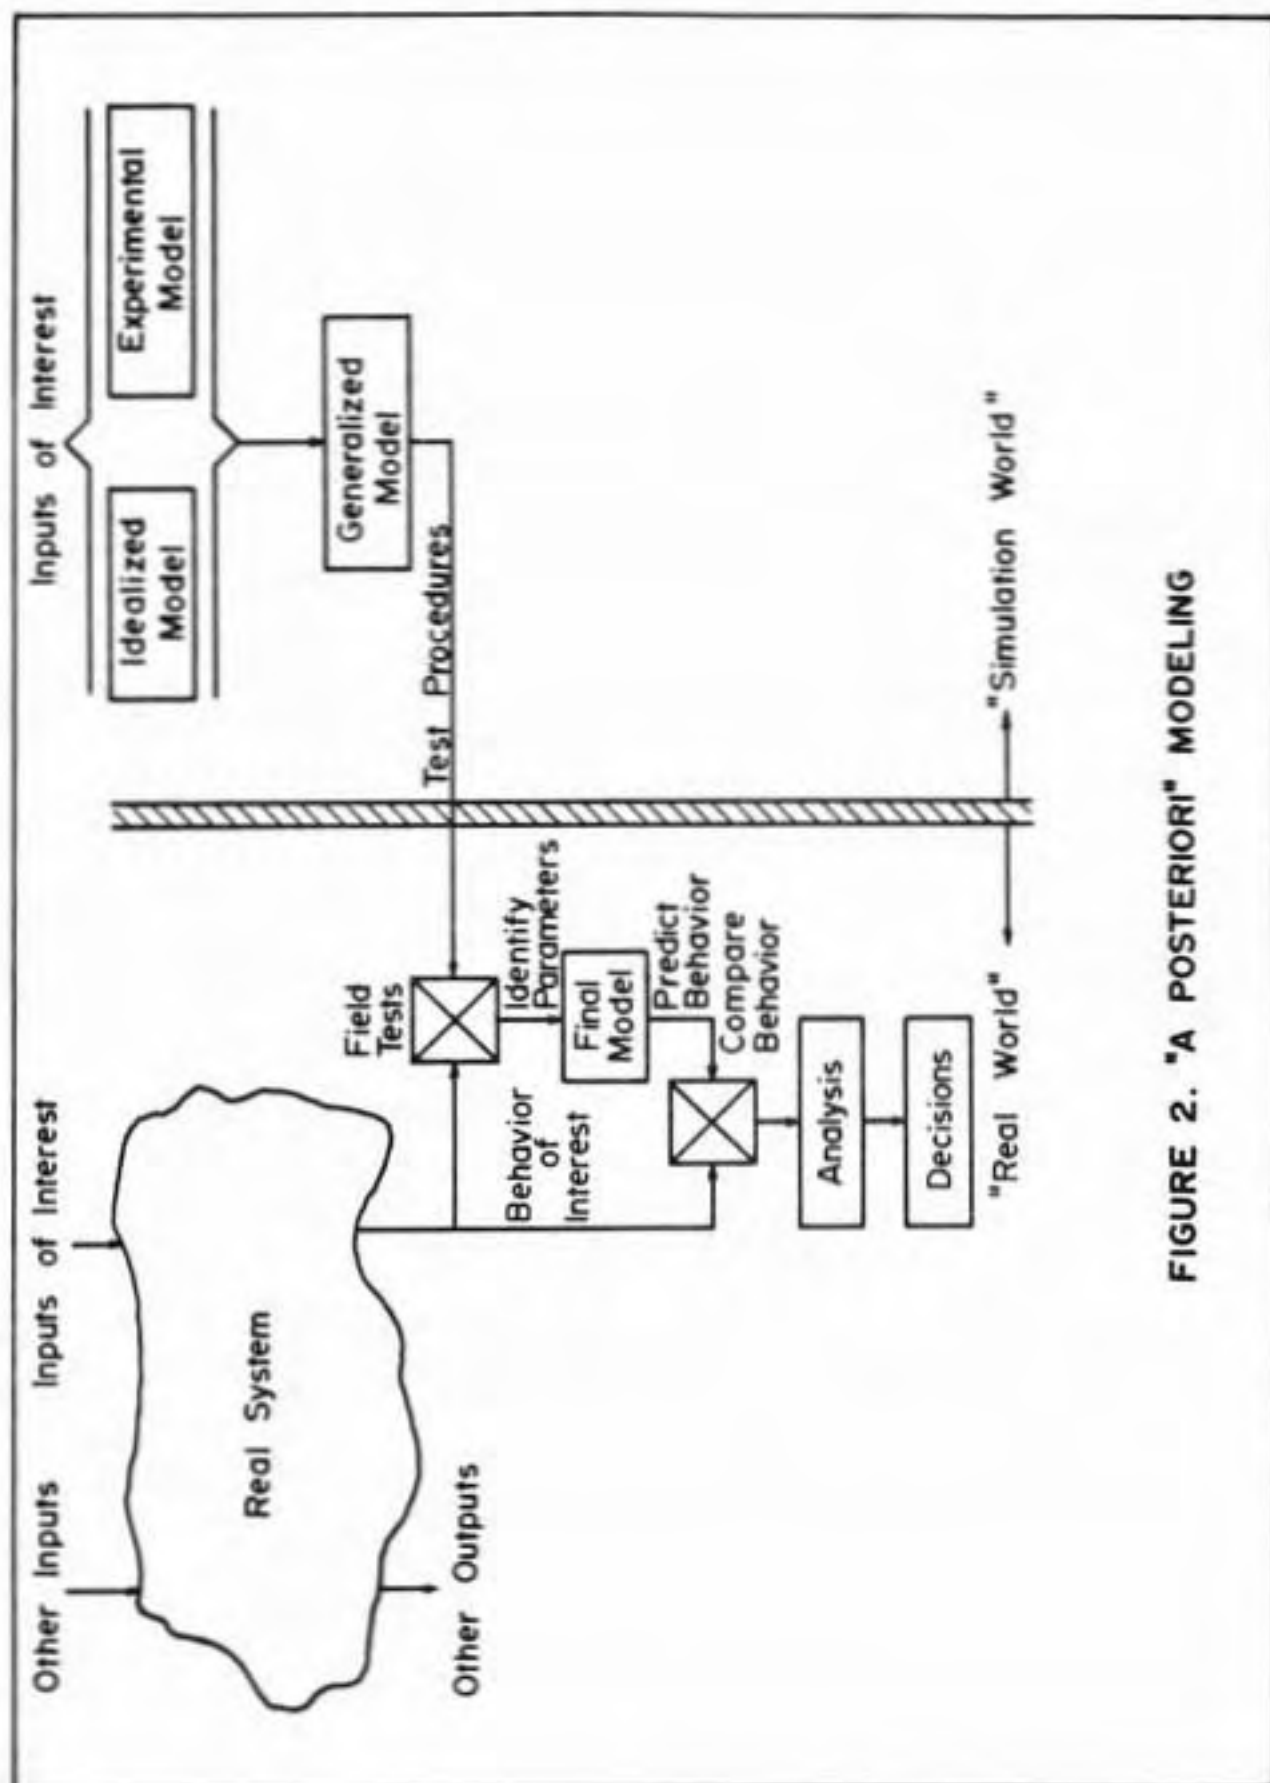 Other Inputs
Inputs of Interest
Inputs of Interest
Real System
Idealized
Model
Experimental
Model
Generalized
Model
Other Outputs
Field
Tests
Test Procedures
Behavior
of
Interest
Identify
Parameters
Final
Model
Predict
Behavior
Compare
Behavior
Analysis
Decisions
"Real World"
"Simulation World"
FIGURE 2. "A POSTERIORI" MODELING